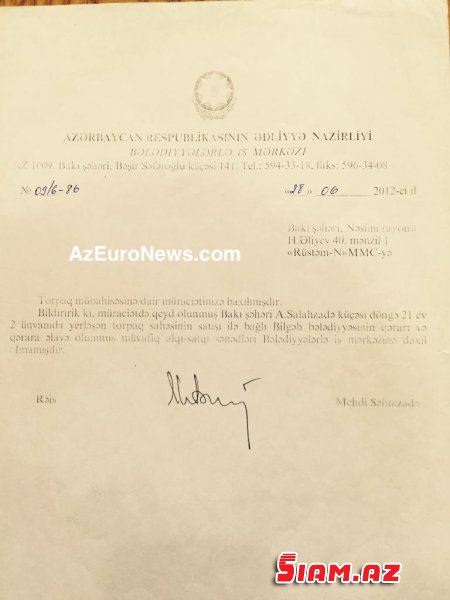 AZƏRBAYCAN RESPUBLİKASININ ƏDLİYYƏ NAZİRLİYİ
BƏLƏDİYYƏLƏRLƏ İŞ MƏRKƏZİ
AZ 1009, Bakı şəhəri, Bəşir Səfəroğlu küçəsi 141, Tel.: 594-33-18, faks: 596-34-08
№ 09/6-86 «28» 06 2012-ci il
Bakı şəhəri, Nəsimi rayonu
H.Əliyev 40, mənzil 1
«Rüstəm-N»MMC-yə
AzEuroNews.com
Torpaq mübahisəsinə dair müraciətinizə baxılmışdır.
Bildiririk ki, müraciətdə qeyd olunmuş Bakı şəhəri A.Salahzadə küçəsi döngə 21 ev
2 ünvanında yerləşən torpaq sahəsinin satışı ilə bağlı Bilgəh bələdiyyəsinin qərarı və
qərara əlavə olunmuş müvafiq alqı-satqı sənədləri Bələdiyyələrlə iş mərkəzinə daxil
olmamışdır.
Rəis Mehdi Səlimzadə
SİAM.AZ